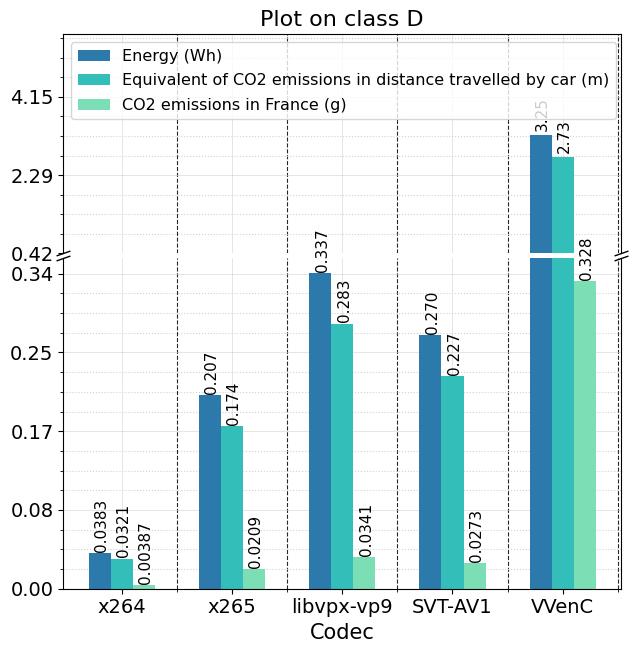 Plot on class D
Energy (Wh)
Equivalent of CO2 emissions in distance travelled by car (m)
CO2 emissions in France (g)
4.15
2.29
0.42
0.34
0.25
0.17
0.08
0.00
0.0383
0.0321
0.00387
0.207
0.174
0.0209
0.337
0.283
0.0341
0.270
0.227
0.0273
3.25
2.73
0.328
x264
x265
libvpx-vp9
SVT-AV1
VVenC
Codec